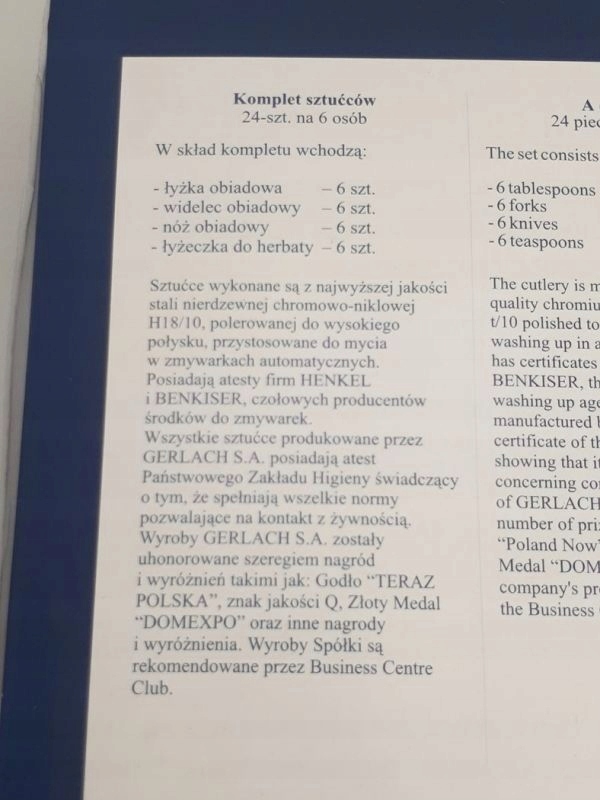 Komplet sztućców
24-szt. na 6 osób
W skład kompletu wchodzą:
- łyżka obiadowa – 6 szt.
- widelec obiadowy – 6 szt.
- nóż obiadowy – 6 szt.
- łyżeczka do herbaty – 6 szt.
Sztućce wykonane są z najwyższej jakości
stali nierdzewnej chromowo-niklowej
H18/10, polerowanej do wysokiego
połysku, przystosowane do mycia
w zmywarkach automatycznych.
Posiadają atesty firm HENKEL
i BENKISER, czołowych producentów
środków do zmywarek.
Wszystkie sztućce produkowane przez
GERLACH S.A. posiadają atest
Państwowego Zakładu Higieny świadczący
o tym, że spełniają wszelkie normy
pozwalające na kontakt z żywnością.
Wyroby GERLACH S.A. zostały
uhonorowane szeregiem nagród
i wyróżnień takimi jak: Godło “TERAZ
POLSKA”, znak jakości Q, Złoty Medal
“DOMEXPO” oraz inne nagrody
i wyróżnienia. Wyroby Spółki są
rekomendowane przez Business Centre
Club.
A
24 piec
The set consists
- 6 tablespoons
- 6 forks
- 6 knives
- 6 teaspoons
The cutlery is m
quality chromiu
t/10 polished to
washing up in a
has certificates
BENKISER, th
washing up age
manufactured b
certificate of th
showing that it
concerning con
of GERLACH
number of priz
“Poland Now”
Medal “DOM
company's pro
the Business